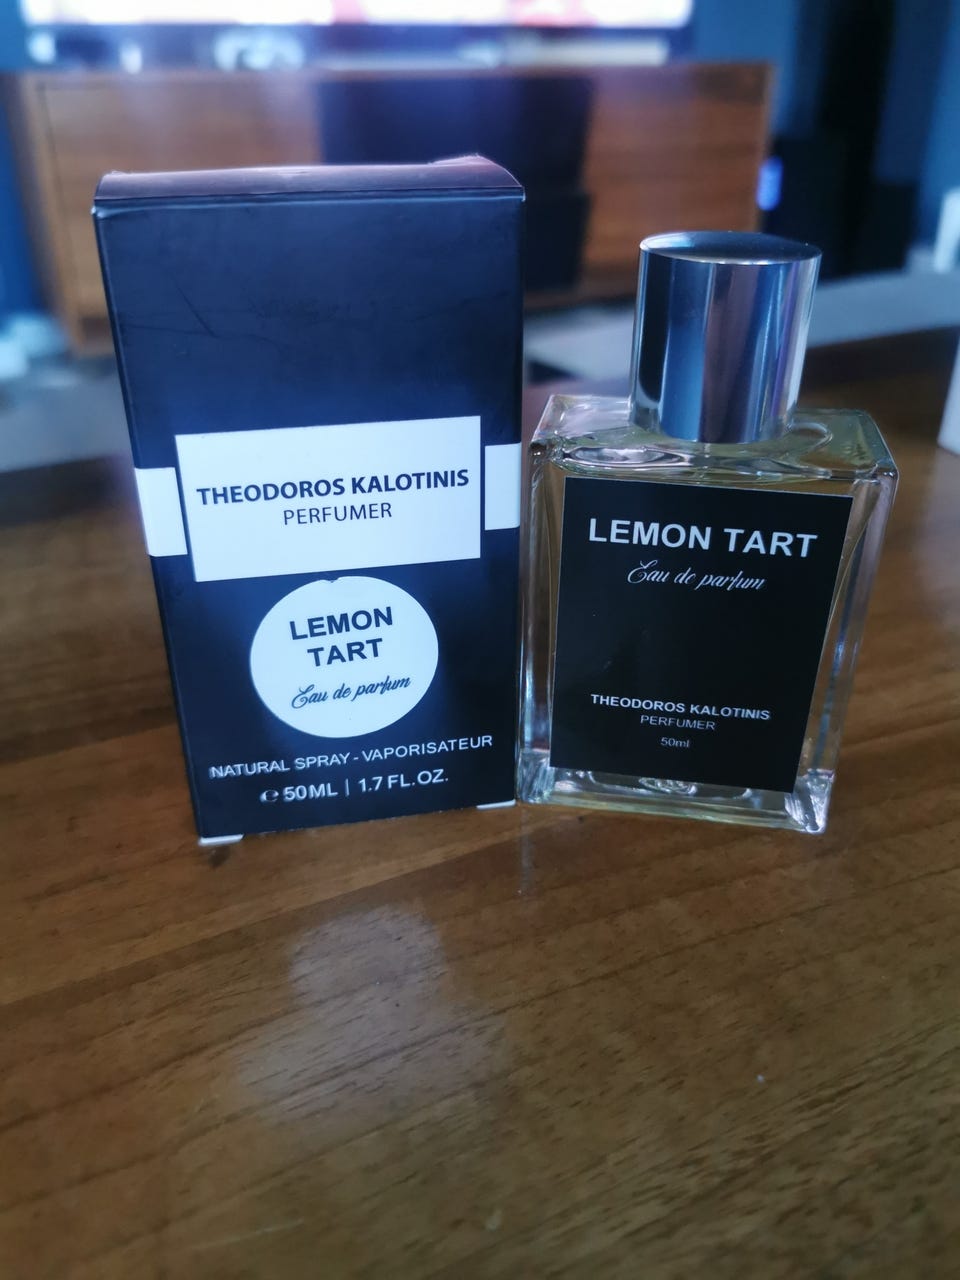 THEODOROS KALOTINIS
PERFUMER
LEMON
TART
Eau de parfum
NATURAL SPRAY - VAPORISATEUR
℮ 50ML | 1.7 FL.OZ.
LEMON TART
Eau de parfum
THEODOROS KALOTINIS
PERFUMER
50ml